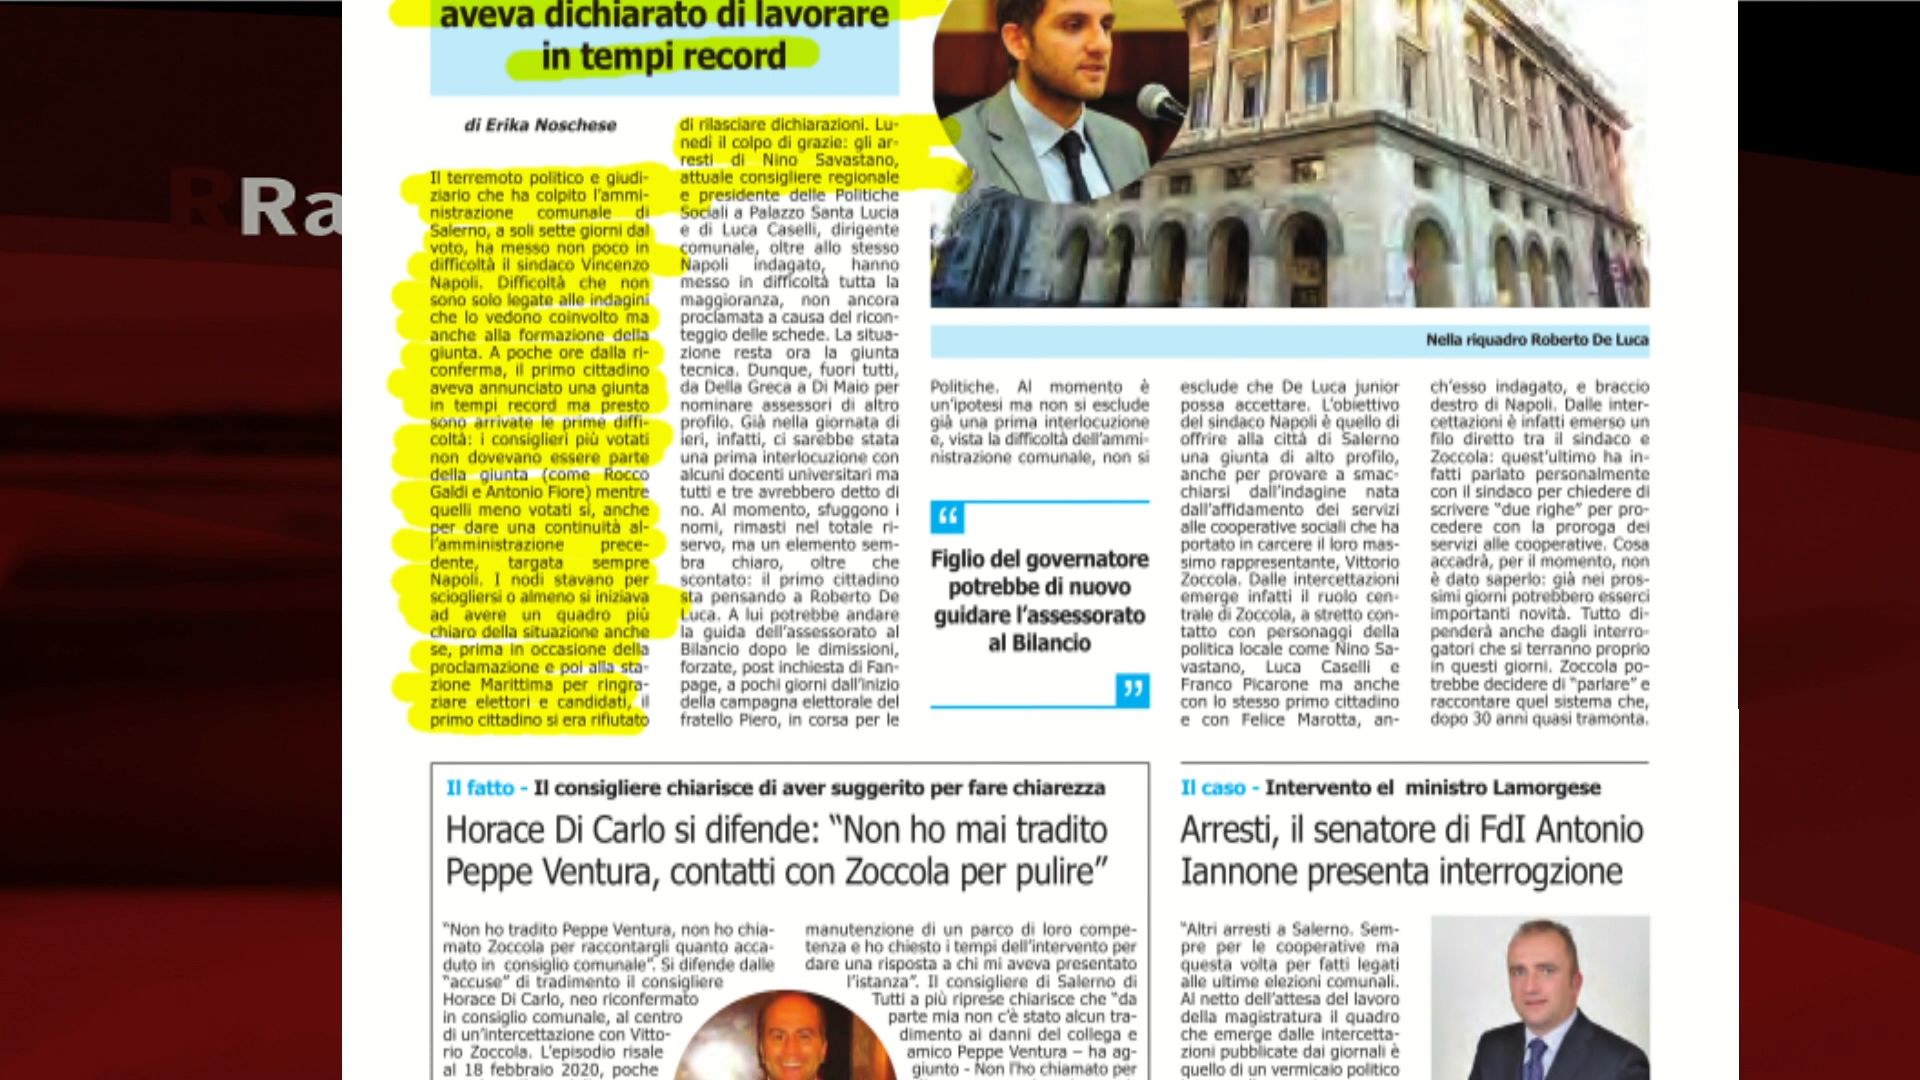 RRa
aveva dichiarato di lavorare
in tempi record
di Erika Noschese
Il terremoto politico e giudi-
ziario che ha colpito l'ammi-
nistrazione comunale di
Salerno, a soli sette giorni dal
voto, ha messo non poco in
difficoltà il sindaco Vincenzo
Napoli. Difficoltà che non
sono solo legate alle indagini
che lo vedono coinvolto ma
anche alla formazione della
giunta. A poche ore dalla ri-
conferma, il primo cittadino
aveva annunciato una giunta
in tempi record ma presto
sono arrivate le prime diffi-
coltà: i consiglieri più votati
non dovevano essere parte
della giunta (come Rocco
Galdi e Antonio Fiore) mentre
quelli meno votati sì, anche
per dare una continuità al-
l'amministrazione prece-
dente, targata sempre
Napoli. I nodi stavano per
sciogliersi o almeno si iniziava
ad avere un quadro più
chiaro della situazione anche
se, prima in occasione della
proclamazione e poi alla sta-
zione Marittima per ringra-
ziare elettori e candidati, il
primo cittadino si era rifiutato
di rilasciare dichiarazioni. Lu-
nedì il colpo di grazie: gli ar-
resti di Nino Savastano,
attuale consigliere regionale
e presidente delle Politiche
Sociali a Palazzo Santa Lucia
e di Luca Caselli, dirigente
comunale, oltre allo stesso
Napoli indagato, hanno
messo in difficoltà tutta la
maggioranza, non ancora
proclamata a causa del ricon-
teggio delle schede. La situa-
zione resta ora la giunta
tecnica. Dunque, fuori tutti,
da Della Greca a Di Maio per
nominare assessori di altro
profilo. Già nella giornata di
ieri, infatti, ci sarebbe stata
una prima interlocuzione con
alcuni docenti universitari ma
tutti e tre avrebbero detto di
no. Al momento, sfuggono i
nomi, rimasti nel totale ri-
servo, ma un elemento sem-
bra chiaro, oltre che
scontato: il primo cittadino
sta pensando a Roberto De
Luca. A lui potrebbe andare
la guida dell'assessorato al
Bilancio dopo le dimissioni,
forzate, post inchiesta di Fan-
page, a pochi giorni dall'inizio
della campagna elettorale del
fratello Piero, in corsa per le
Nella riquadro Roberto De Luca
Politiche. Al momento è
un'ipotesi ma non si esclude
già una prima interlocuzione
e, vista la difficoltà dell'ammi-
nistrazione comunale, non si
“
Figlio del governatore
potrebbe di nuovo
guidare l'assessorato
al Bilancio
”
esclude che De Luca junior
possa accettare. L'obiettivo
del sindaco Napoli è quello di
offrire alla città di Salerno
una giunta di alto profilo,
anche per provare a smac-
chiarsi dall'indagine nata
dall'affidamento dei servizi
alle cooperative sociali che ha
portato in carcere il loro mas-
simo rappresentante, Vittorio
Zoccola. Dalle intercettazioni
emerge infatti il ruolo cen-
trale di Zoccola, a stretto con-
tatto con personaggi della
politica locale come Nino Sa-
vastano, Luca Caselli e
Franco Picarone ma anche
con lo stesso primo cittadino
e con Felice Marotta, an-
ch'esso indagato, e braccio
destro di Napoli. Dalle inter-
cettazioni è infatti emerso un
filo diretto tra il sindaco e
Zoccola: quest'ultimo ha in-
fatti parlato personalmente
con il sindaco per chiedere di
scrivere “due righe” per pro-
cedere con la proroga dei
servizi alle cooperative. Cosa
accadrà, per il momento, non
è dato saperlo: già nei pros-
simi giorni potrebbero esserci
importanti novità. Tutto di-
penderà anche dagli interro-
gatori che si terranno proprio
in questi giorni. Zoccola po-
trebbe decidere di “parlare” e
raccontare quel sistema che,
dopo 30 anni quasi tramonta.
Il fatto - Il consigliere chiarisce di aver suggerito per fare chiarezza
Horace Di Carlo si difende: “Non ho mai tradito
Peppe Ventura, contatti con Zoccola per pulire”
“Non ho tradito Peppe Ventura, non ho chia-
mato Zoccola per raccontargli quanto acca-
duto in consiglio comunale”. Si difende dalle
“accuse” di tradimento il consigliere
Horace Di Carlo, neo riconfermato
in consiglio comunale, al centro
di un'intercettazione con Vitto-
rio Zoccola. L'episodio risale
al 18 febbraio 2020, poche
manutenzione di un parco di loro compe-
tenza e ho chiesto i tempi dell'intervento per
dare una risposta a chi mi aveva presentato
l'istanza”. Il consigliere di Salerno di
Tutti a più riprese chiarisce che “da
parte mia non c'è stato alcun tra-
dimento ai danni del collega e
amico Peppe Ventura – ha ag-
giunto - Non l'ho chiamato per
Il caso - Intervento el ministro Lamorgese
Arresti, il senatore di FdI Antonio
Iannone presenta interrogzione
“Altri arresti a Salerno. Sem-
pre per le cooperative ma
questa volta per fatti legati
alle ultime elezioni comunali.
Al netto dell'attesa del lavoro
della magistratura il quadro
che emerge dalle intercetta-
zioni pubblicate dai giornali è
quello di un vermicaio politico